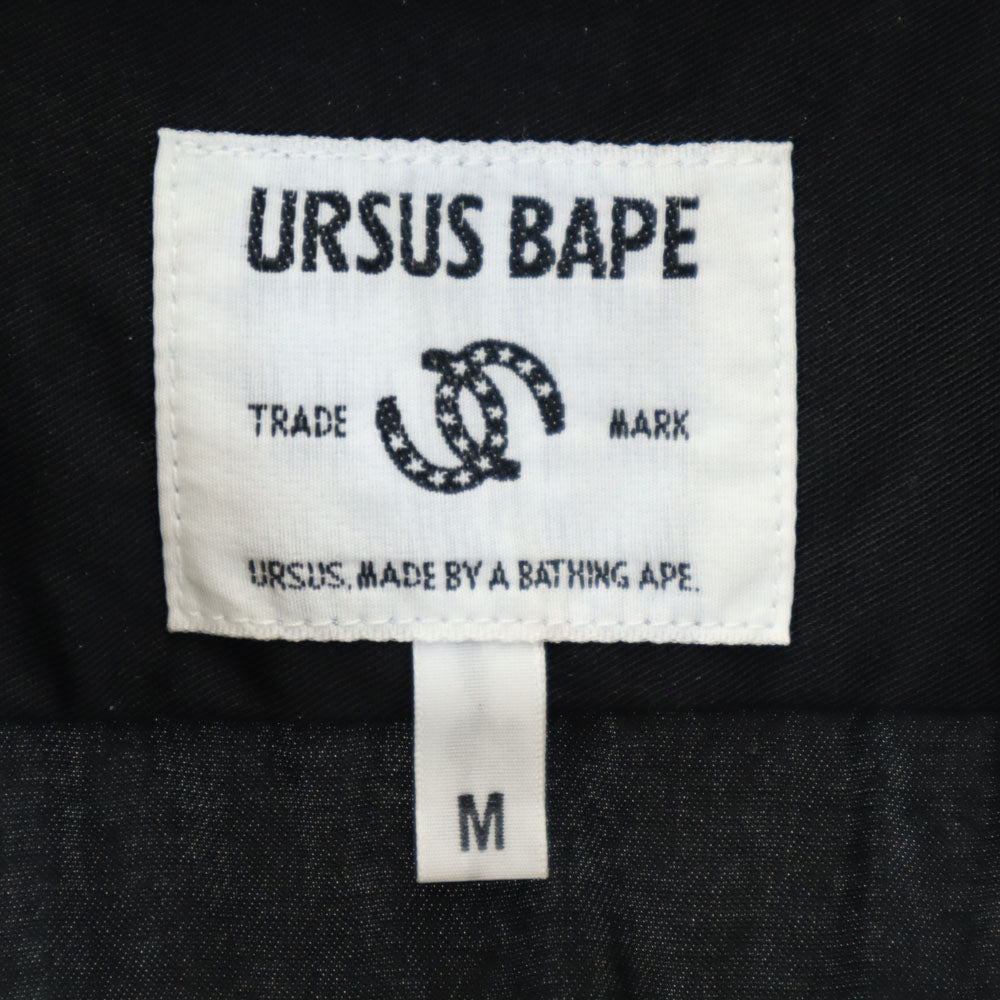 URSUS BAPE
TRADE MARK
URSUS. MADE BY A BATHING APE.
M